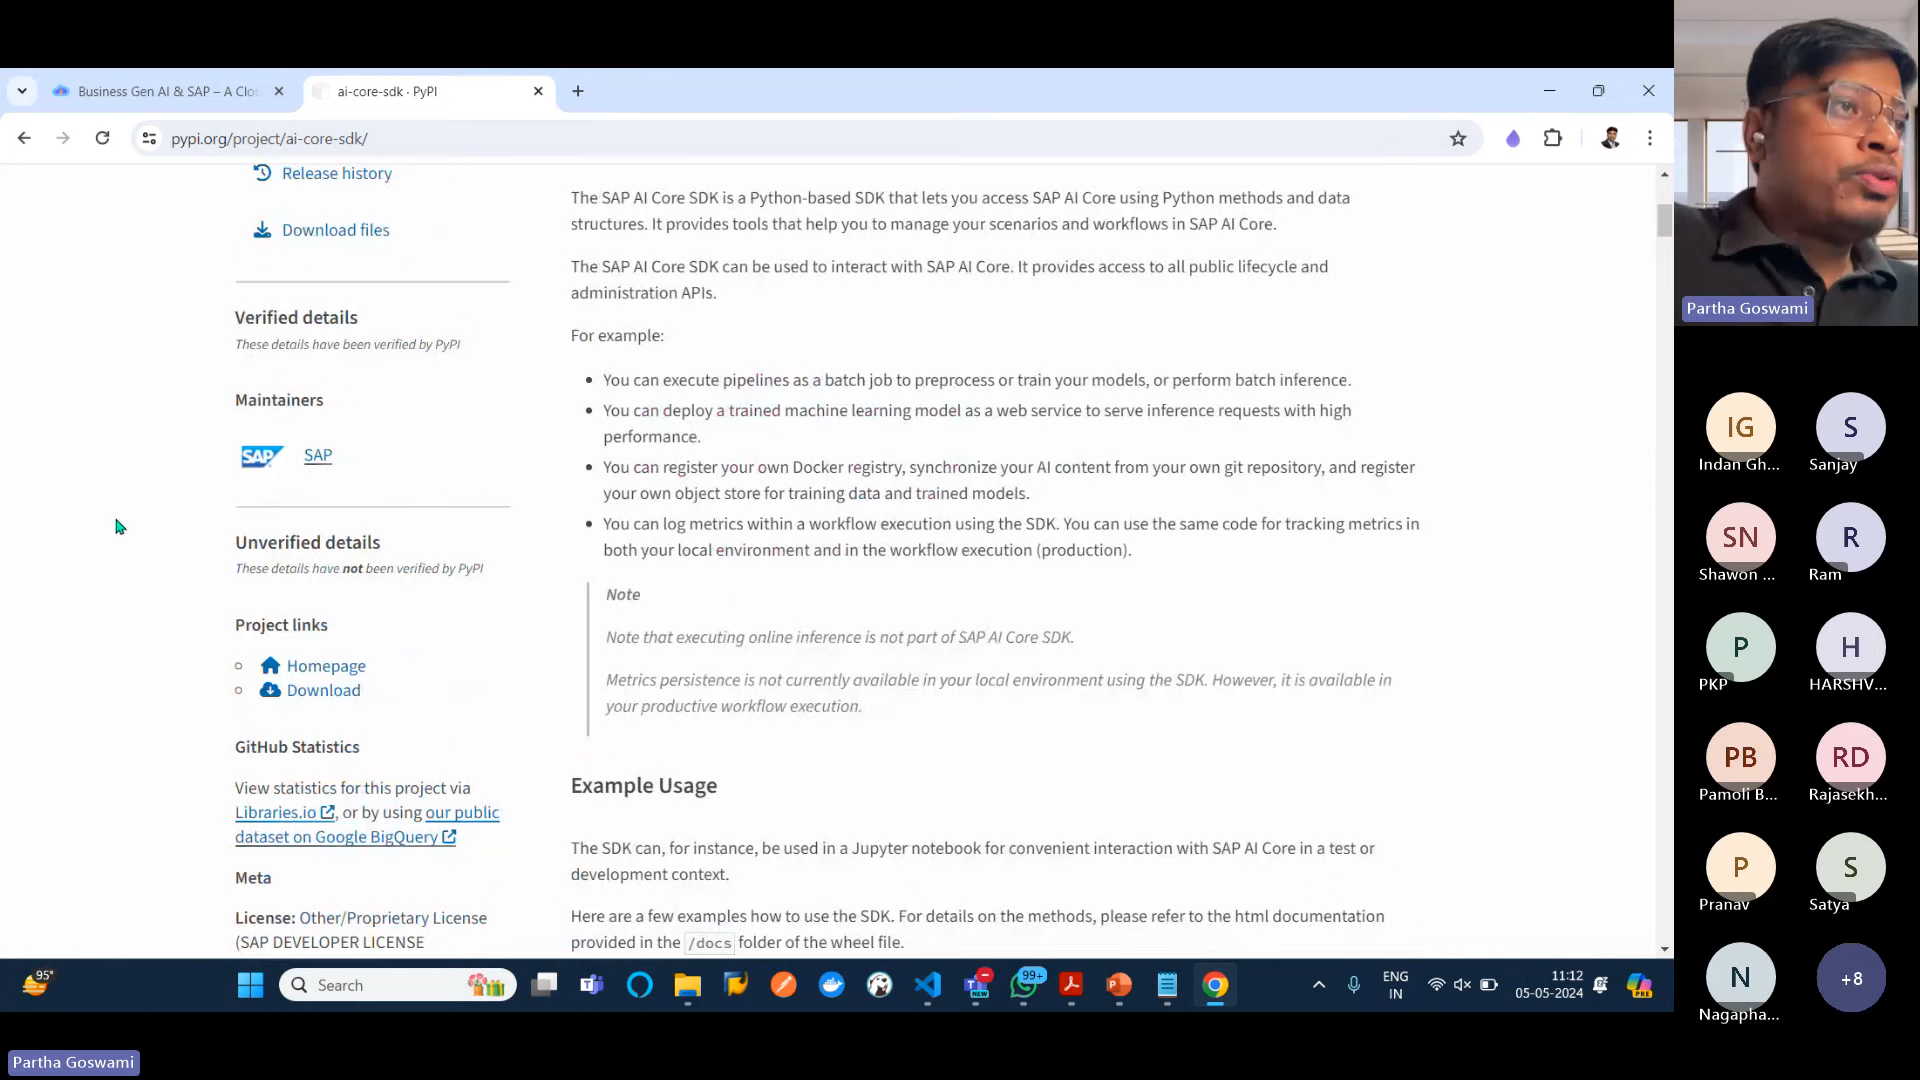 Business Gen AI & SAP – A Clo
ai-core-sdk · PyPI
pypi.org/project/ai-core-sdk/
Release history
Download files
Verified details
These details have been verified by PyPI
Maintainers
SAP
SAP
Unverified details
These details have not been verified by PyPI
Project links
Homepage
Download
GitHub Statistics
View statistics for this project via
Libraries.io, or by using our public
dataset on Google BigQuery
Meta
License: Other/Proprietary License
(SAP DEVELOPER LICENSE
The SAP AI Core SDK is a Python-based SDK that lets you access SAP AI Core using Python methods and data
structures. It provides tools that help you to manage your scenarios and workflows in SAP AI Core.
The SAP AI Core SDK can be used to interact with SAP AI Core. It provides access to all public lifecycle and
administration APIs.
For example:
• You can execute pipelines as a batch job to preprocess or train your models, or perform batch inference.
• You can deploy a trained machine learning model as a web service to serve inference requests with high
performance.
• You can register your own Docker registry, synchronize your AI content from your own git repository, and register
your own object store for training data and trained models.
• You can log metrics within a workflow execution using the SDK. You can use the same code for tracking metrics in
both your local environment and in the workflow execution (production).
Note
Note that executing online inference is not part of SAP AI Core SDK.
Metrics persistence is not currently available in your local environment using the SDK. However, it is available in
your productive workflow execution.
Example Usage
The SDK can, for instance, be used in a Jupyter notebook for convenient interaction with SAP AI Core in a test or
development context.
Here are a few examples how to use the SDK. For details on the methods, please refer to the html documentation
provided in the /docs folder of the wheel file.
95°
Search
NEW
99+
ENG
IN
11:12
05-05-2024
PRE
Partha Goswami
IG
Indan Gh...
S
Sanjay
SN
Shawon ...
R
Ram
P
PKP
H
HARSHV...
PB
Pamoli B...
RD
Rajasekh...
P
Pranav
S
Satya
N
Nagapha...
+8
Partha Goswami